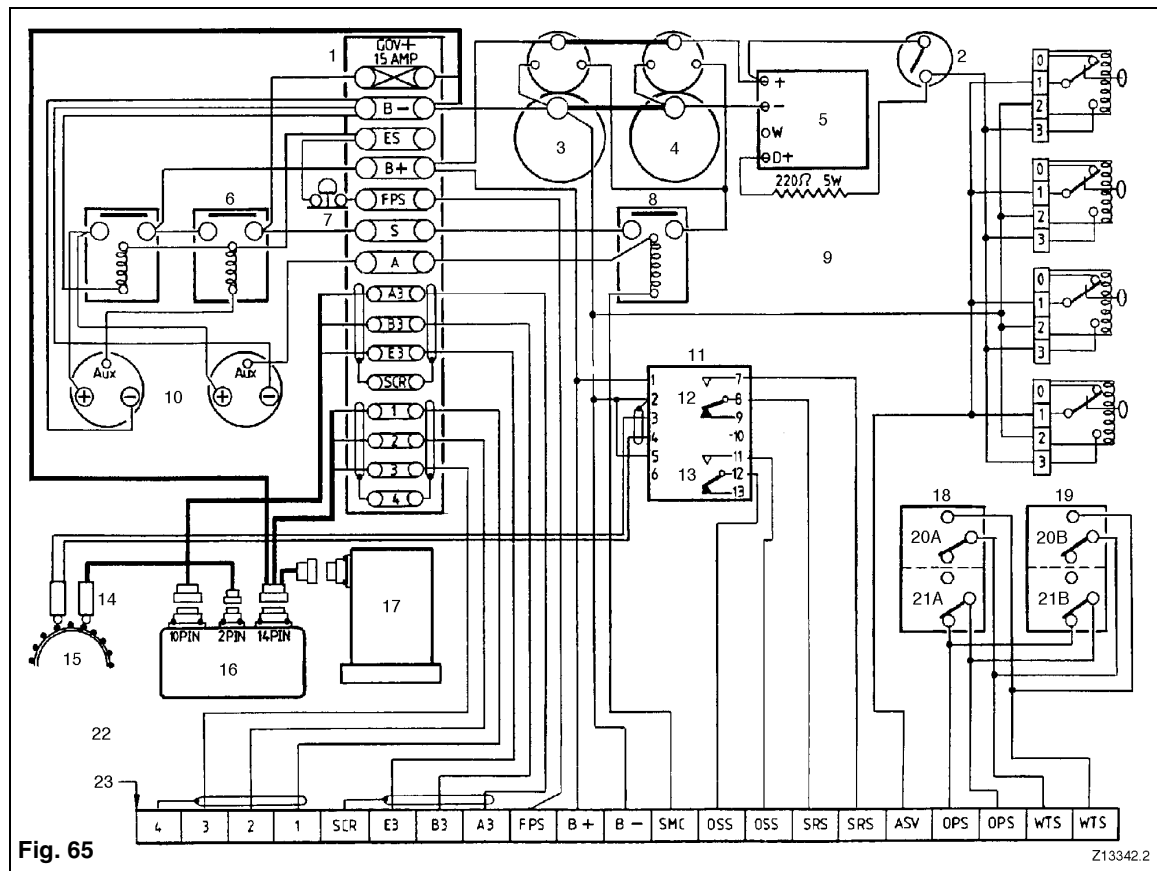 1
GOV+
15 AMP
B-
ES
B+
FPS
S
A
A3
B3
E3
SCR
1
2
3
4
6
7
Aux
Aux
+
-
+
-
10
3
4
8
+
-
W
D+
5
220Ω 5W
2
9
0
1
2
3
0
1
2
3
0
1
2
3
0
1
2
3
11
1
2
3
4
5
6
12
13
7
8
9
-10
11
12
13
18
19
20A
20B
21A
21B
14
15
10PIN
2PIN
14PIN
16
17
22
23
4 3 2 1 SCR E3 B3 A3 FPS B+ B- SMC OSS OSS SRS SRS ASV OPS OPS WTS WTS
Fig. 65
Z13342.2